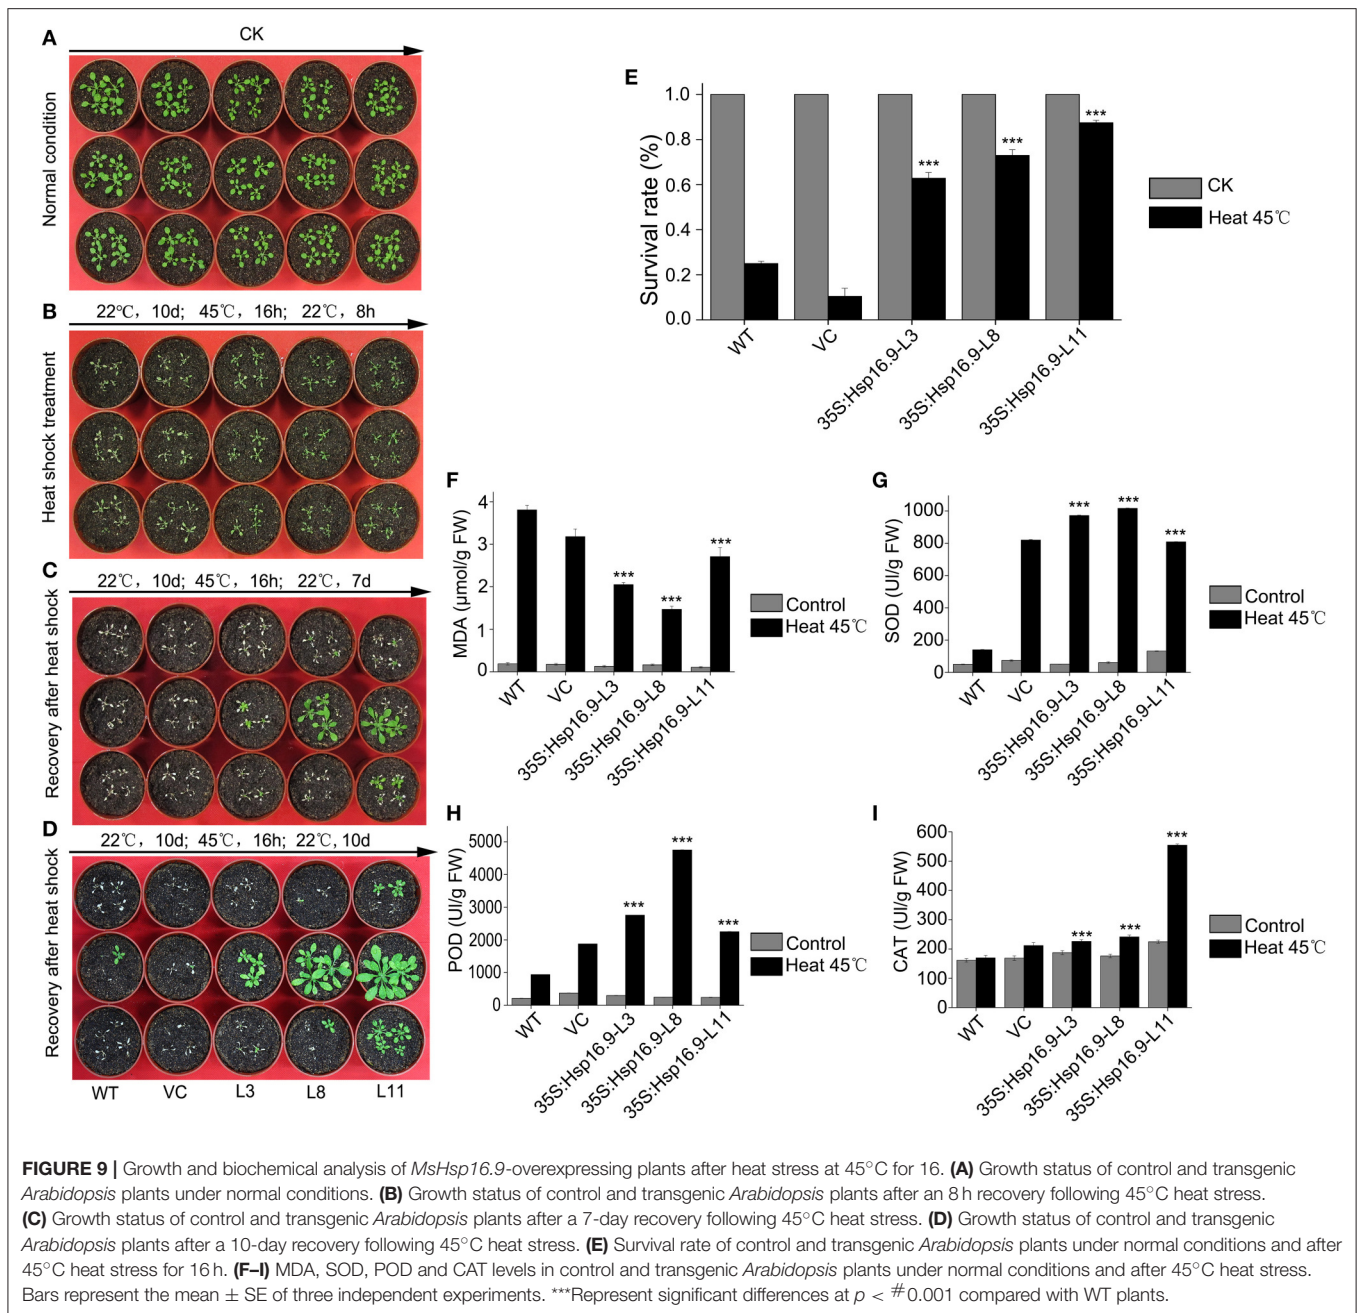 A
CK
Normal condition
B
22℃, 10d; 45℃, 16h; 22℃, 8h
Heat shock treatment
C
22℃, 10d; 45℃, 16h; 22℃, 7d
Recovery after heat shock
D
22℃, 10d; 45℃, 16h; 22℃, 10d
Recovery after heat shock
WT VC L3 L8 L11
E
Survival rate (%)
1.0
0.8
0.6
0.4
0.2
0.0
***
***
***
WT
VC
35S:Hsp16.9-L3
35S:Hsp16.9-L8
35S:Hsp16.9-L11
CK
Heat 45℃
F
MDA (μmol/g FW)
4
3
2
1
0
***
***
***
WT
VC
35S:Hsp16.9-L3
35S:Hsp16.9-L8
35S:Hsp16.9-L11
Control
Heat 45℃
G
SOD (UI/g FW)
1000
800
600
400
200
0
***
***
***
WT
VC
35S:Hsp16.9-L3
35S:Hsp16.9-L8
35S:Hsp16.9-L11
Control
Heat 45℃
H
POD (UI/g FW)
5000
4000
3000
2000
1000
0
***
***
***
WT
VC
35S:Hsp16.9-L3
35S:Hsp16.9-L8
35S:Hsp16.9-L11
Control
Heat 45℃
I
CAT (UI/g FW)
600
500
400
300
200
100
0
***
***
***
WT
VC
35S:Hsp16.9-L3
35S:Hsp16.9-L8
35S:Hsp16.9-L11
Control
Heat 45℃
FIGURE 9 | Growth and biochemical analysis of MsHsp16.9-overexpressing plants after heat stress at 45°C for 16. (A) Growth status of control and transgenic
Arabidopsis plants under normal conditions. (B) Growth status of control and transgenic Arabidopsis plants after an 8 h recovery following 45°C heat stress.
(C) Growth status of control and transgenic Arabidopsis plants after a 7-day recovery following 45°C heat stress. (D) Growth status of control and transgenic
Arabidopsis plants after a 10-day recovery following 45°C heat stress. (E) Survival rate of control and transgenic Arabidopsis plants under normal conditions and after
45°C heat stress for 16 h. (F–I) MDA, SOD, POD and CAT levels in control and transgenic Arabidopsis plants under normal conditions and after 45°C heat stress.
Bars represent the mean ± SE of three independent experiments. ***Represent significant differences at p < #0.001 compared with WT plants.